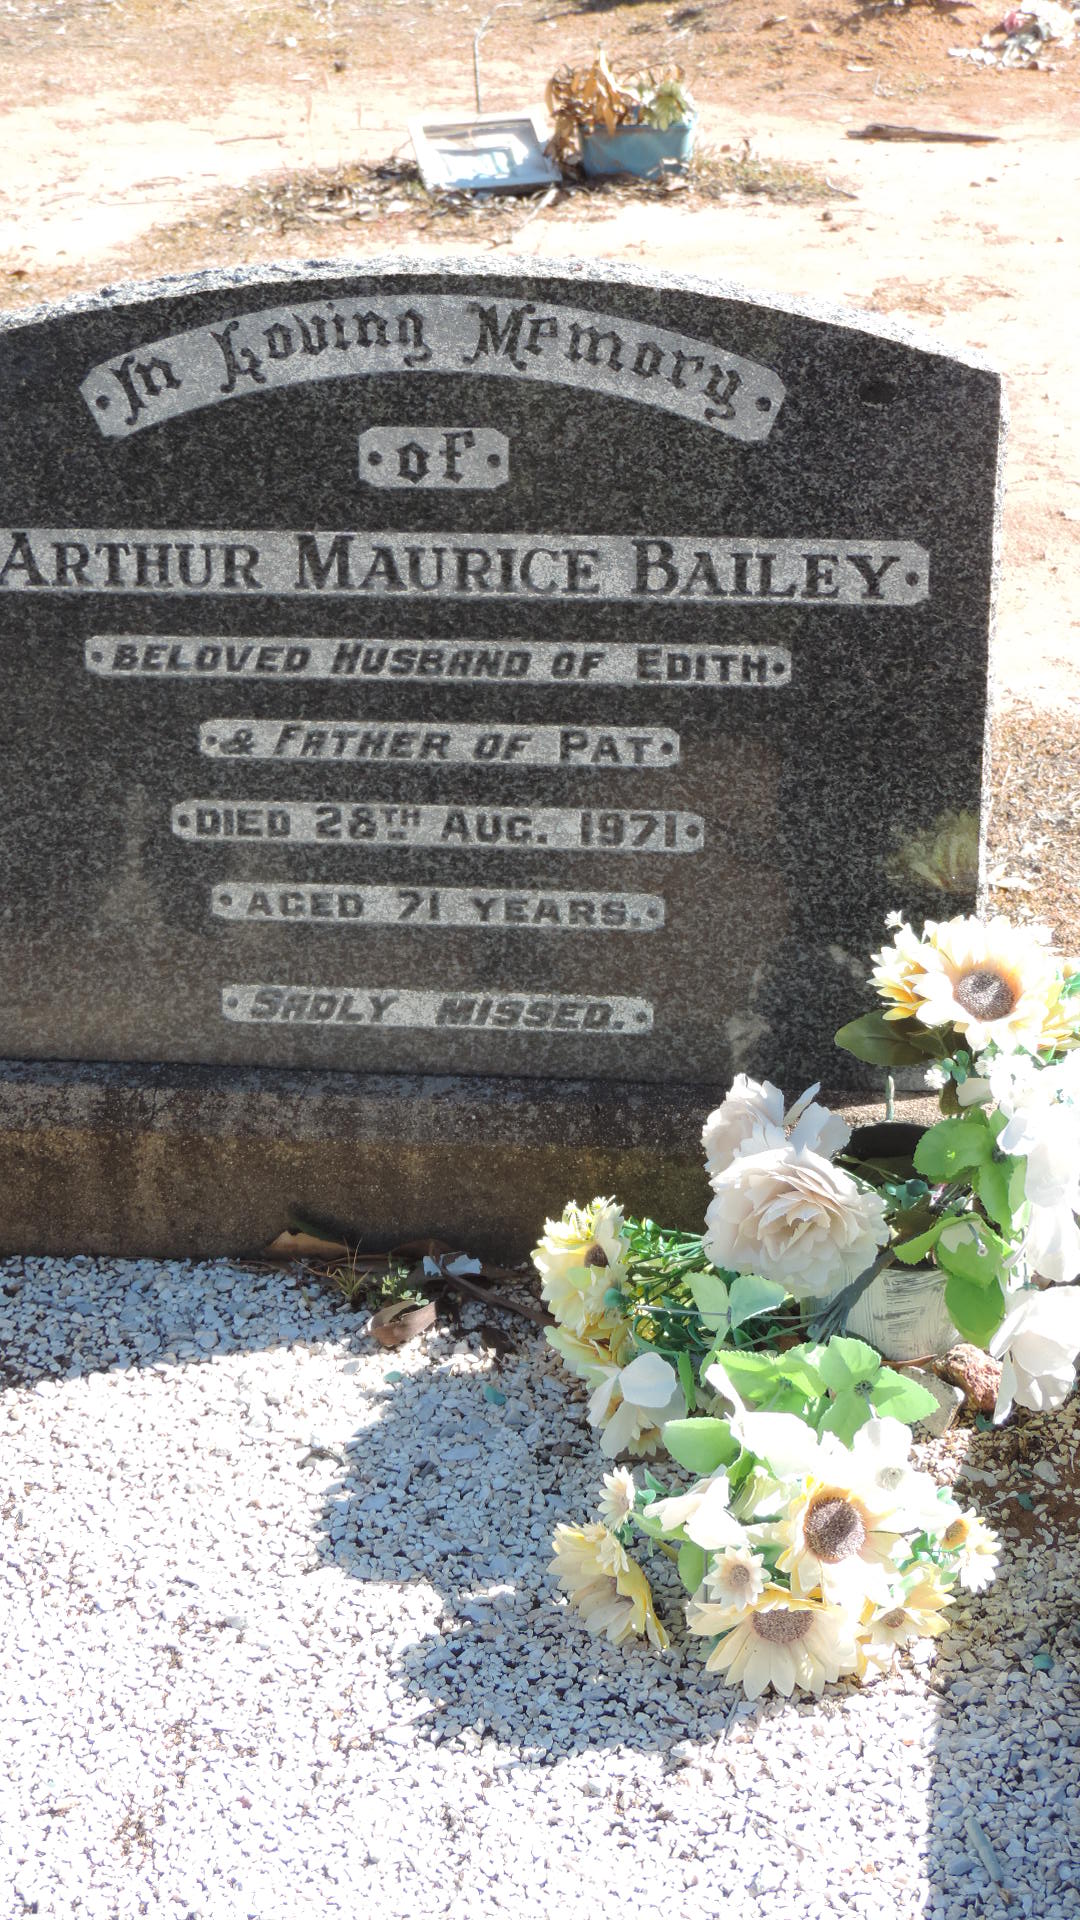 In Loving Memory
of
ARTHUR MAURICE BAILEY
BELOVED HUSBAND OF EDITH
& FATHER OF PAT
DIED 28TH AUG. 1971
AGED 71 YEARS.
SADLY MISSED.